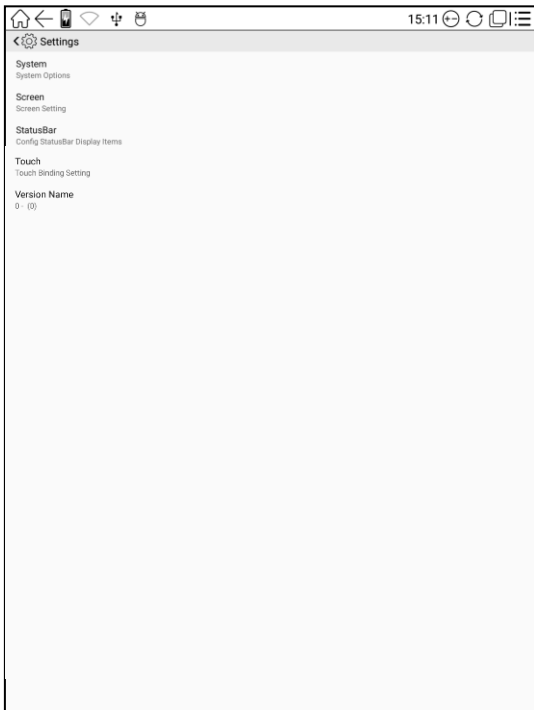 15:11
Settings
System
System Options
Screen
Screen Setting
StatusBar
Config StatusBar Display Items
Touch
Touch Binding Setting
Version Name
0 - (0)